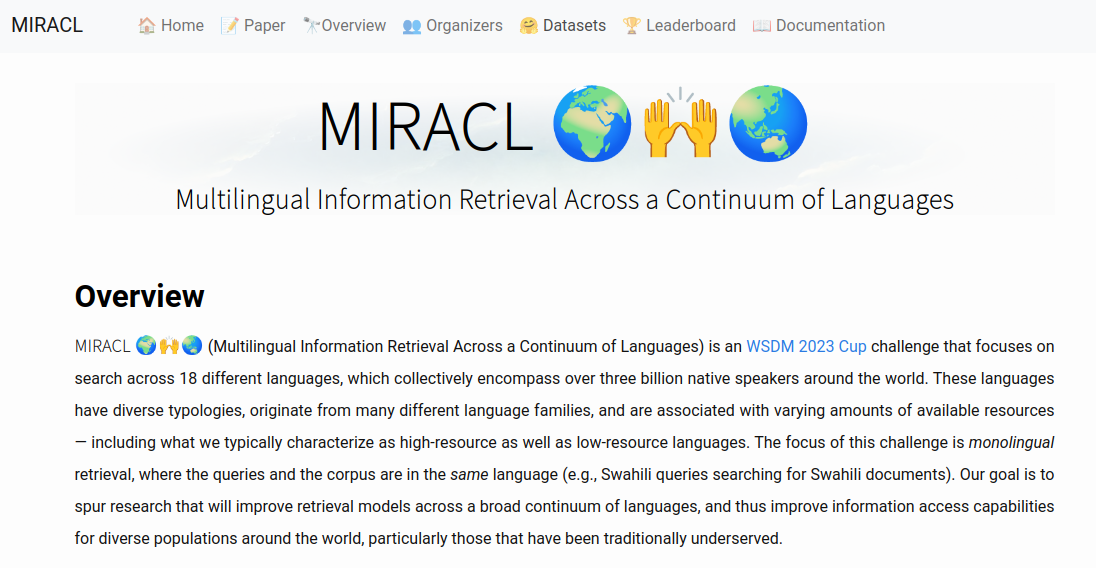 MIRACL 🏠 Home 📝 Paper 🔭Overview 👥 Organizers 🤗 Datasets 🏆 Leaderboard 📖 Documentation
MIRACL 🌍🙌🌏
Multilingual Information Retrieval Across a Continuum of Languages
Overview
MIRACL 🌍🙌🌏 (Multilingual Information Retrieval Across a Continuum of Languages) is an WSDM 2023 Cup challenge that focuses on
search across 18 different languages, which collectively encompass over three billion native speakers around the world. These languages
have diverse typologies, originate from many different language families, and are associated with varying amounts of available resources
— including what we typically characterize as high-resource as well as low-resource languages. The focus of this challenge is monolingual
retrieval, where the queries and the corpus are in the same language (e.g., Swahili queries searching for Swahili documents). Our goal is to
spur research that will improve retrieval models across a broad continuum of languages, and thus improve information access capabilities
for diverse populations around the world, particularly those that have been traditionally underserved.